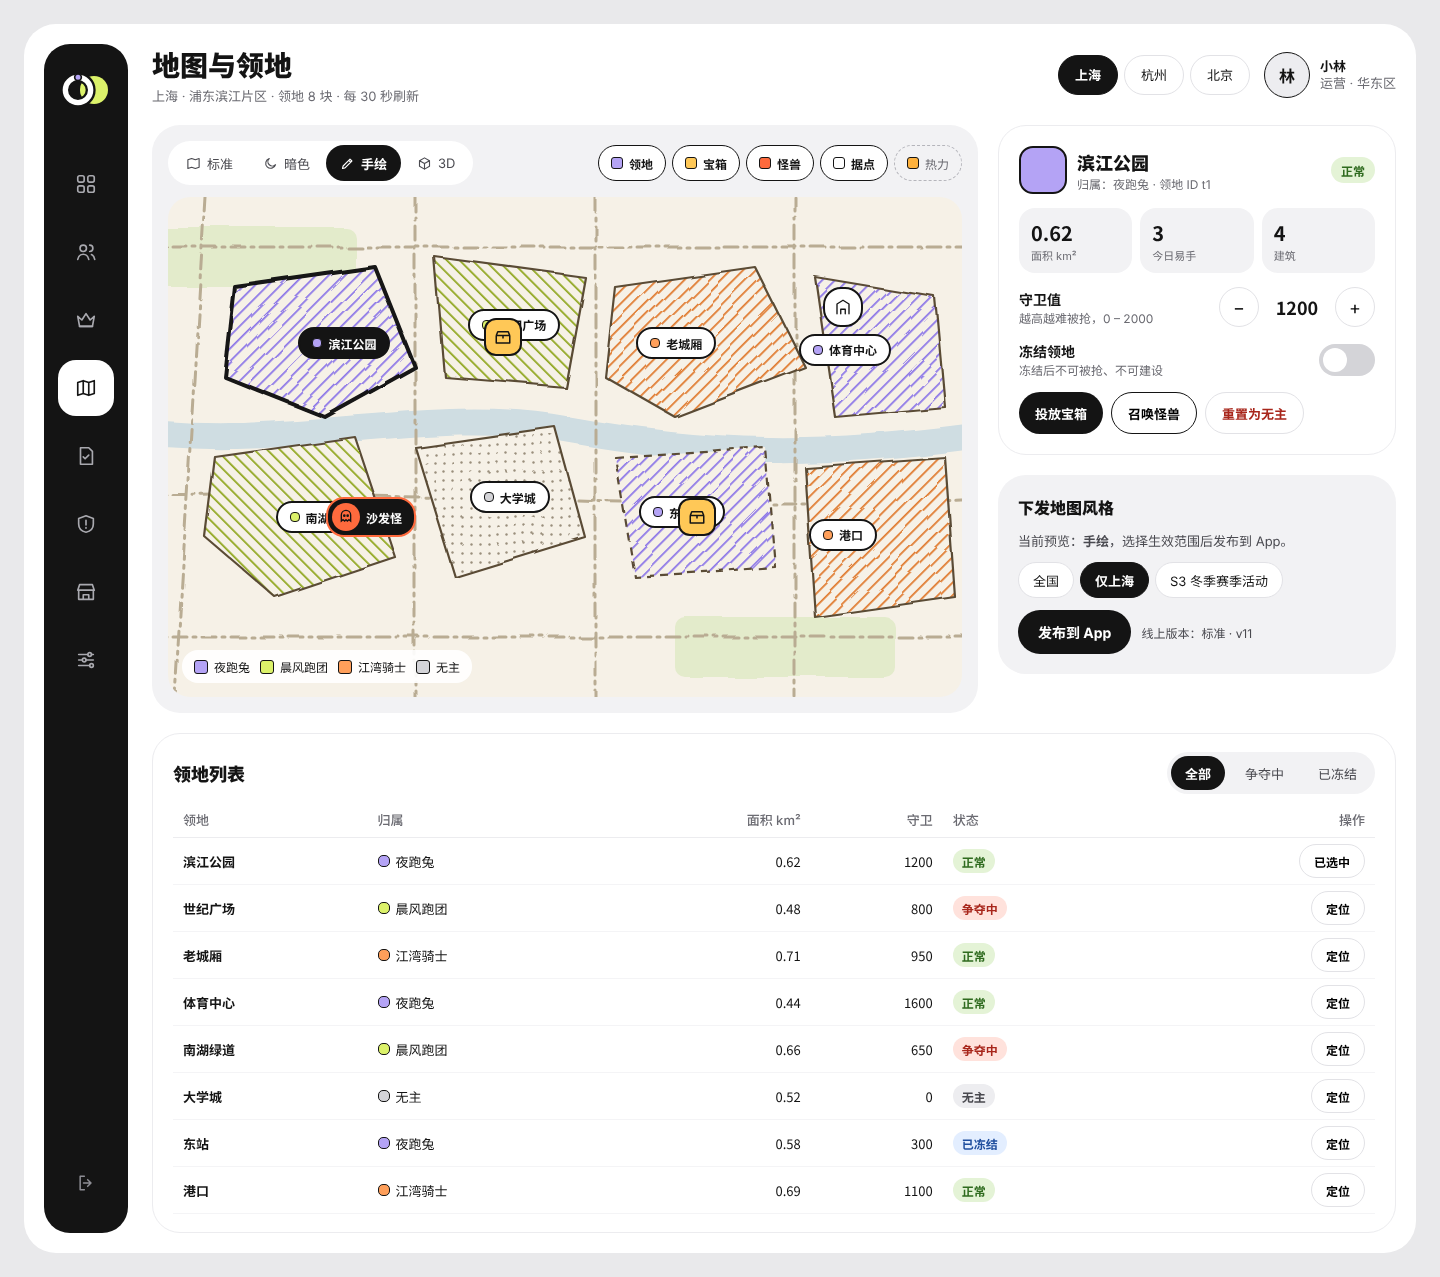 地图与领地
上海 · 浦东滨江片区 · 领地 8 块 · 每 30 秒刷新
上海
杭州
北京
林
小林
运营 · 华东区
标准
暗色
手绘
3D
领地
宝箱
怪兽
据点
热力
滨江公园
广场
老城厢
体育中心
南湖
沙发怪
大学城
东
港口
夜跑兔
晨风跑团
江湾骑士
无主
滨江公园
归属：夜跑兔 · 领地 ID t1
正常
0.62
面积 km²
3
今日易手
4
建筑
守卫值
越高越难被抢，0 – 2000
−
1200
+
冻结领地
冻结后不可被抢、不可建设
投放宝箱
召唤怪兽
重置为无主
下发地图风格
当前预览：手绘，选择生效范围后发布到 App。
全国
仅上海
S3 冬季赛季活动
发布到 App
线上版本：标准 · v11
领地列表
全部
争夺中
已冻结
领地 归属 面积 km² 守卫 状态 操作
滨江公园 夜跑兔 0.62 1200 正常 已选中
世纪广场 晨风跑团 0.48 800 争夺中 定位
老城厢 江湾骑士 0.71 950 正常 定位
体育中心 夜跑兔 0.44 1600 正常 定位
南湖绿道 晨风跑团 0.66 650 争夺中 定位
大学城 无主 0.52 0 无主 定位
东站 夜跑兔 0.58 300 已冻结 定位
港口 江湾骑士 0.69 1100 正常 定位